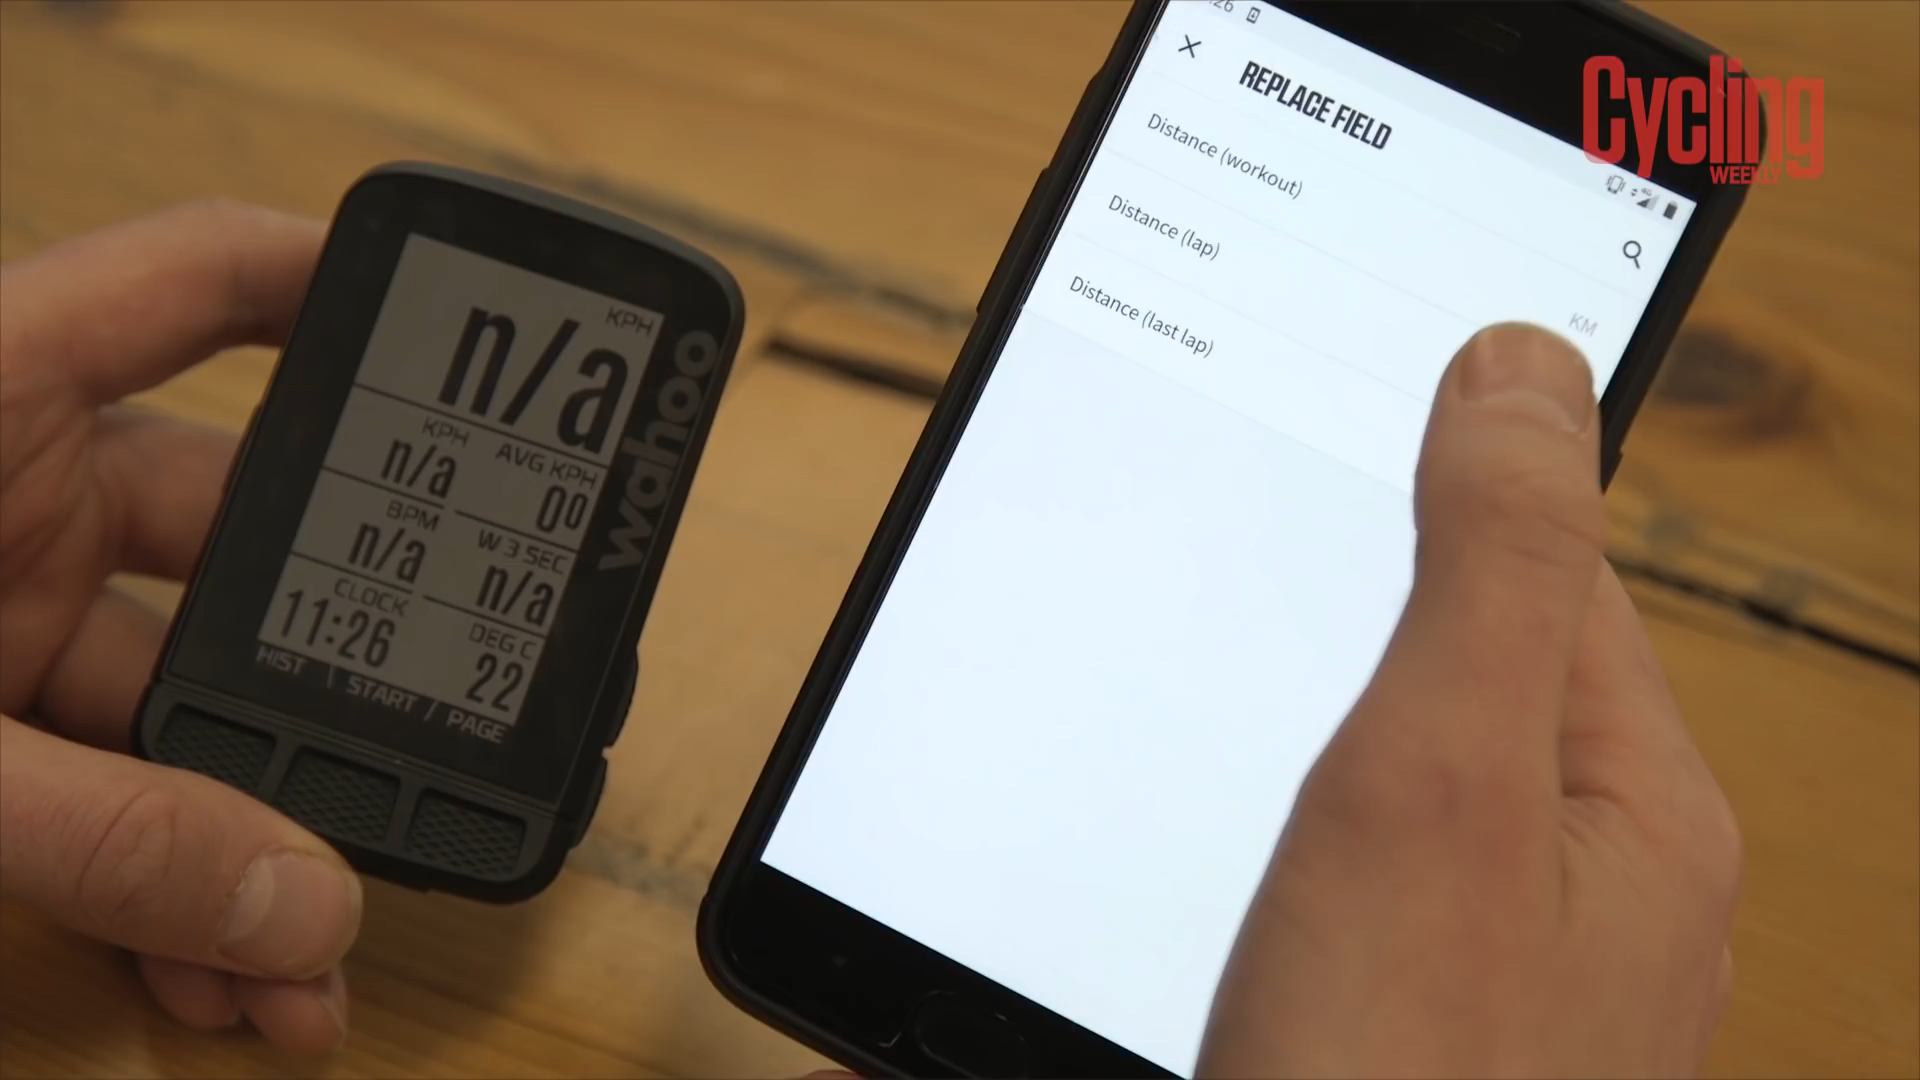 KPH
n/a
KPH
n/a
AVG KPH
00
BPM
n/a
W 3 SEC
n/a
CLOCK
11:26
DEG C
22
HIST \ START / PAGE
wahoo
:26
REPLACE FIELD
Distance (workout)
KM
Distance (lap)
Distance (last lap)
Cycling
WEEKLY